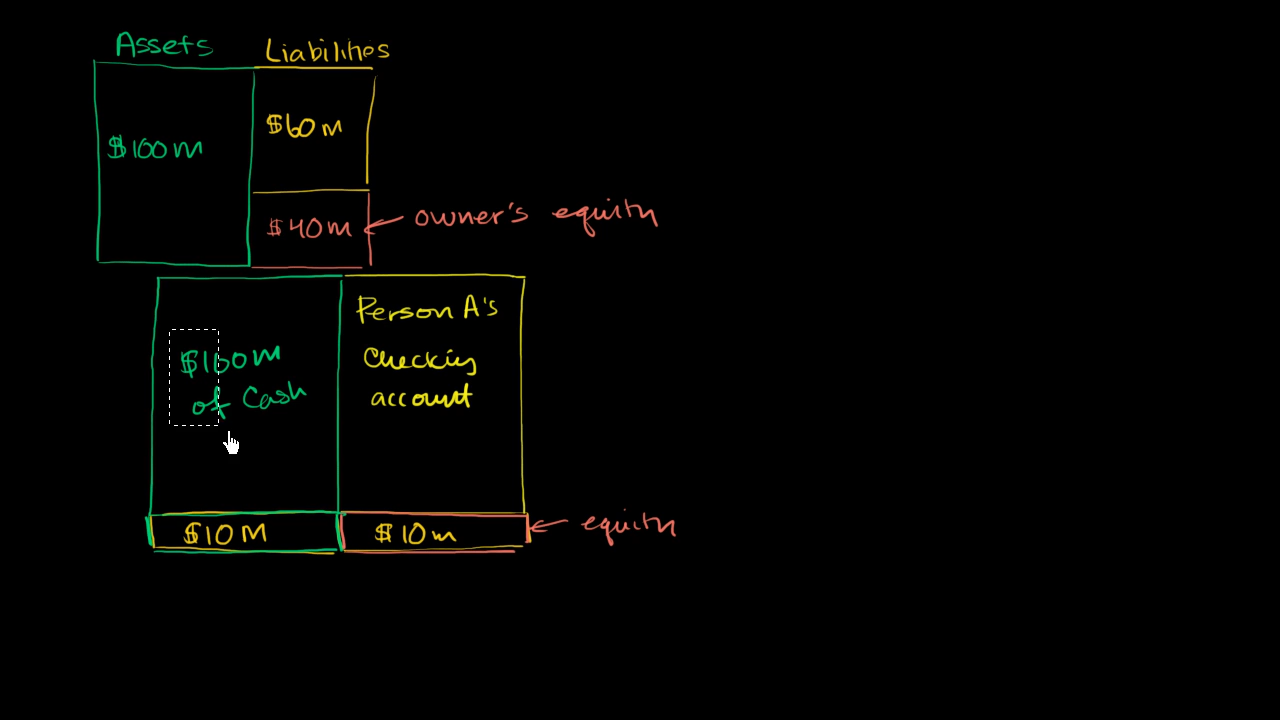 Assets Liabilities
$100M $60M
$40M ← owner's equity
Person A's
$100M Checking
of Cash account
$10M $10m ← equity